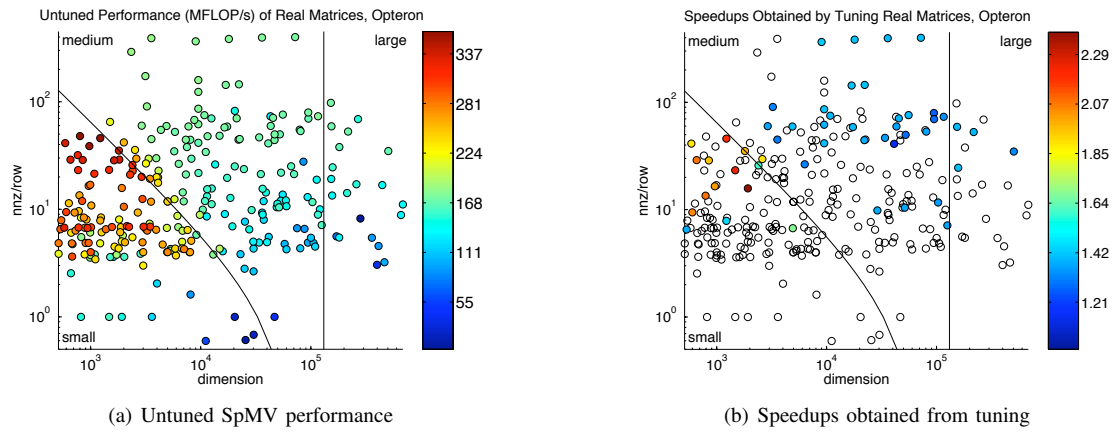 Untuned Performance (MFLOP/s) of Real Matrices, Opteron
medium
large
small
10²
10¹
10⁰
nnz/row
10³
10⁴
10⁵
dimension
337
281
224
168
111
55
(a) Untuned SpMV performance
Speedups Obtained by Tuning Real Matrices, Opteron
medium
large
small
10²
10¹
10⁰
nnz/row
10³
10⁴
10⁵
dimension
2.29
2.07
1.85
1.64
1.42
1.21
(b) Speedups obtained from tuning